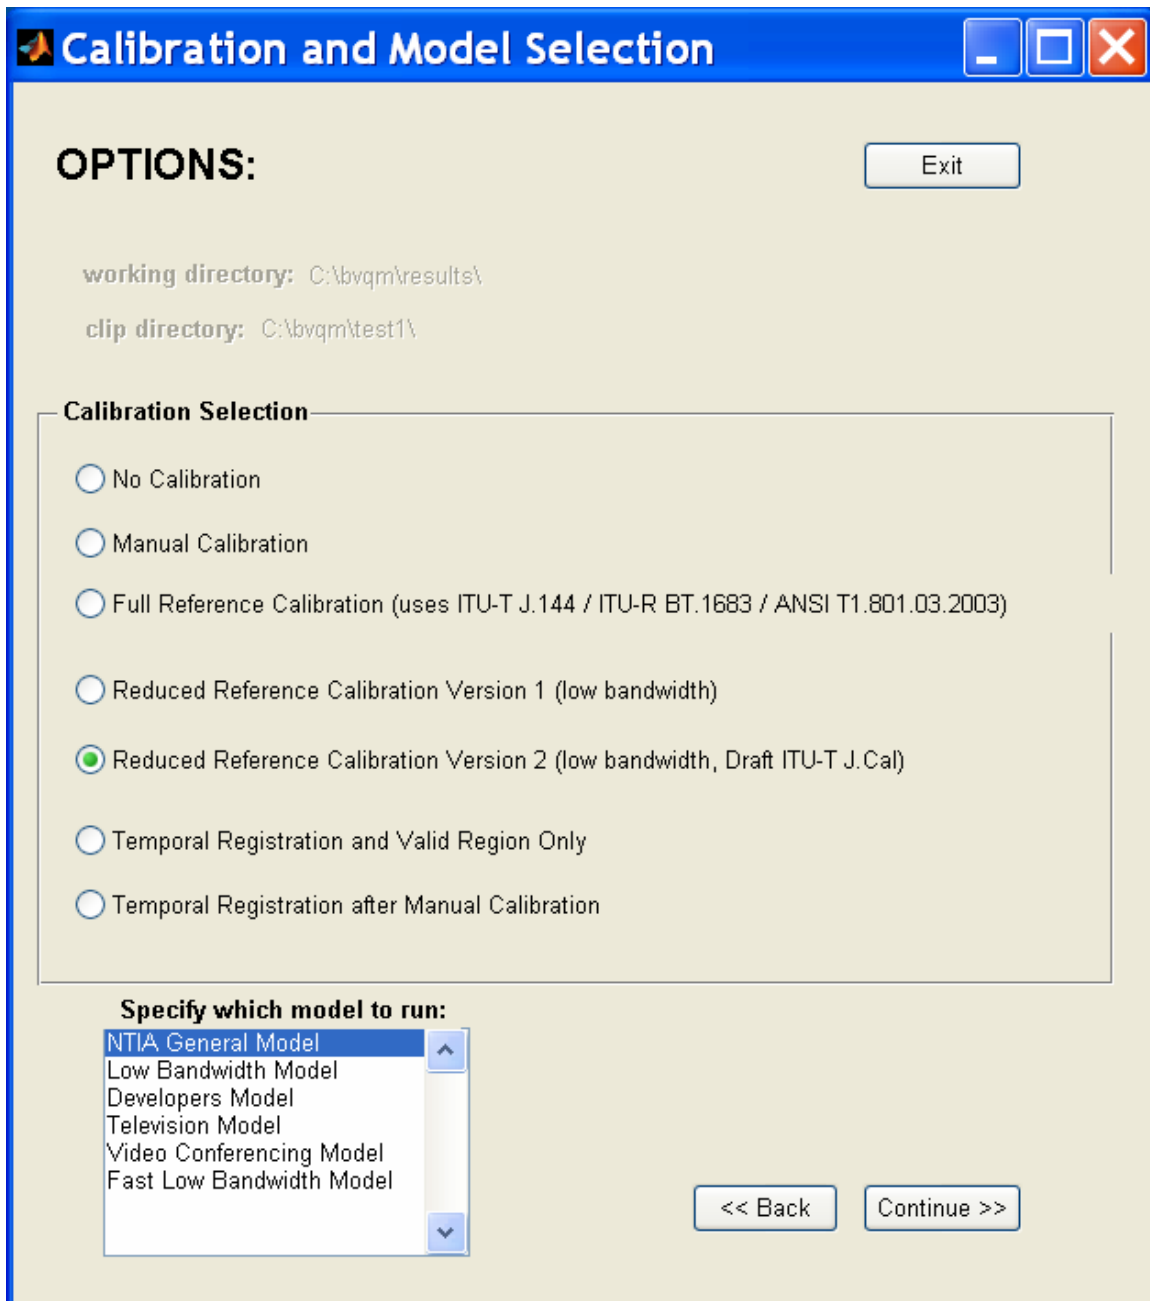 Calibration and Model Selection
OPTIONS:
Exit
working directory: C:\bvqm\results\
clip directory: C:\bvqm\test1\
Calibration Selection
No Calibration
Manual Calibration
Full Reference Calibration (uses ITU-T J.144 / ITU-R BT.1683 / ANSI T1.801.03.2003)
Reduced Reference Calibration Version 1 (low bandwidth)
Reduced Reference Calibration Version 2 (low bandwidth, Draft ITU-T J.Cal)
Temporal Registration and Valid Region Only
Temporal Registration after Manual Calibration
Specify which model to run:
NTIA General Model
Low Bandwidth Model
Developers Model
Television Model
Video Conferencing Model
Fast Low Bandwidth Model
<< Back
Continue >>